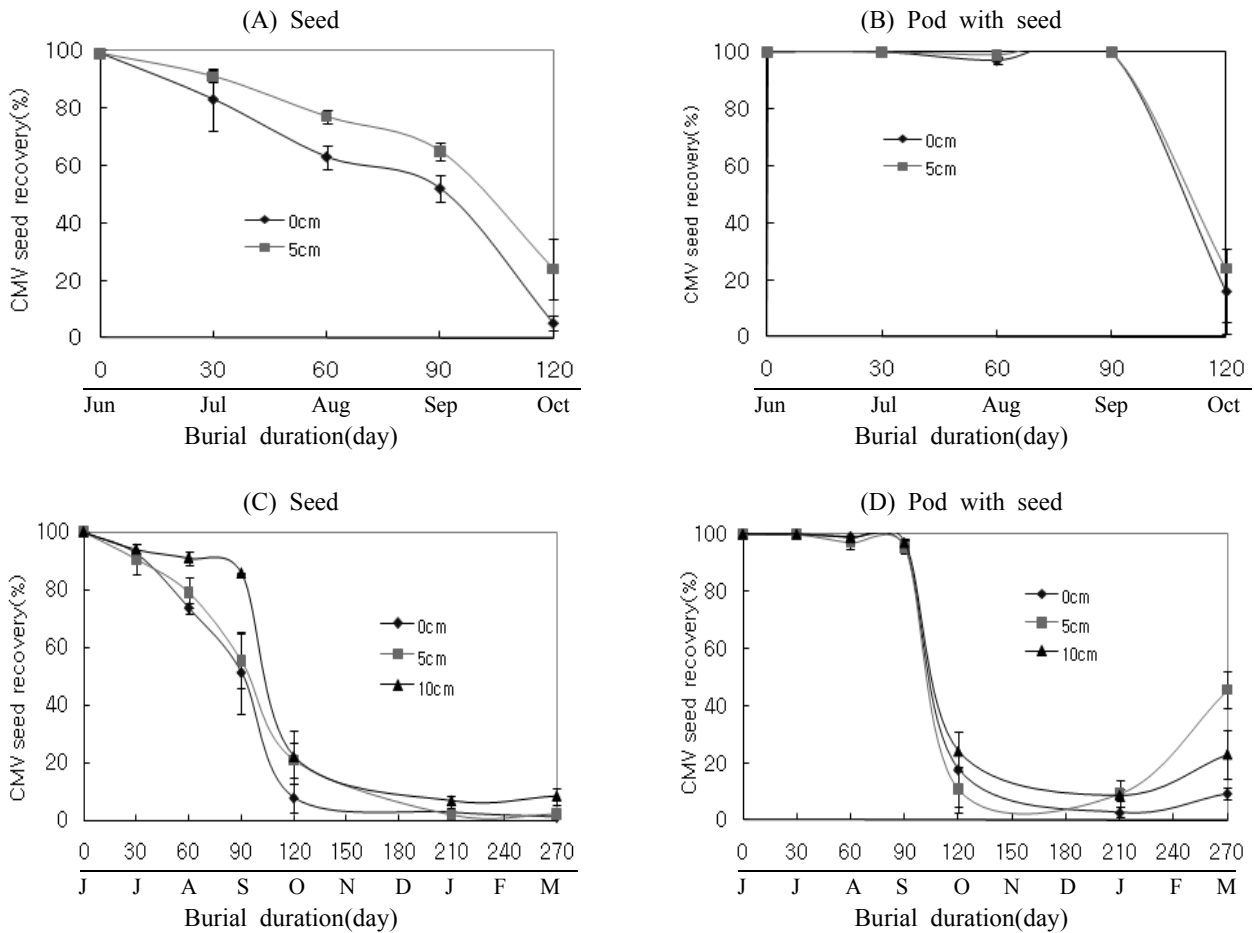 (A) Seed
100
80
60
40
20
0
CMV seed recovery(%)
0cm
5cm
0 30 60 90 120
Jun Jul Aug Sep Oct
Burial duration(day)
(B) Pod with seed
100
80
60
40
20
0
CMV seed recovery(%)
0cm
5cm
0 30 60 90 120
Jun Jul Aug Sep Oct
Burial duration(day)
(C) Seed
100
80
60
40
20
0
CMV seed recovery(%)
0cm
5cm
10cm
0 30 60 90 120 150 180 210 240 270
J J A S O N D J F M
Burial duration(day)
(D) Pod with seed
100
80
60
40
20
0
CMV seed recovery(%)
0cm
5cm
10cm
0 30 60 90 120 150 180 210 240 270
J J A S O N D J F M
Burial duration(day)